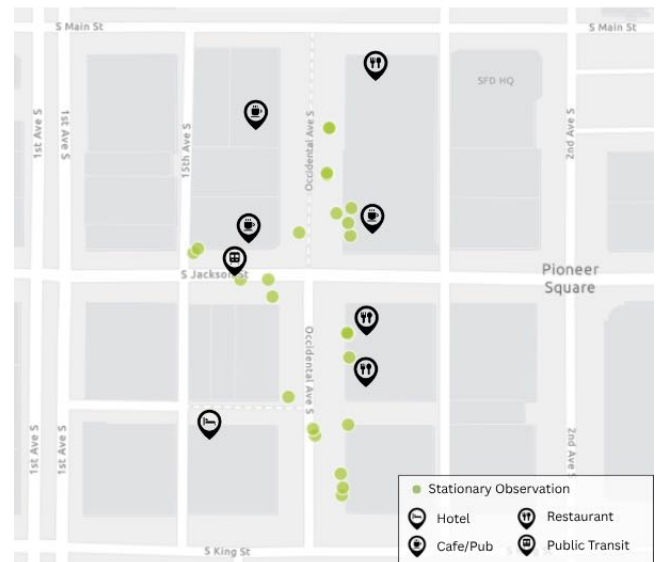 S Main St
S Main St
SFD HQ
1st Ave S
1st Ave S
15th Ave S
Occidental Ave S
2nd Ave S
S Jackson St
Pioneer
Square
Occidental Ave S
1st Ave S
1st Ave S
2nd Ave S
Stationary Observation
Hotel
Restaurant
Cafe/Pub
Public Transit
S King St